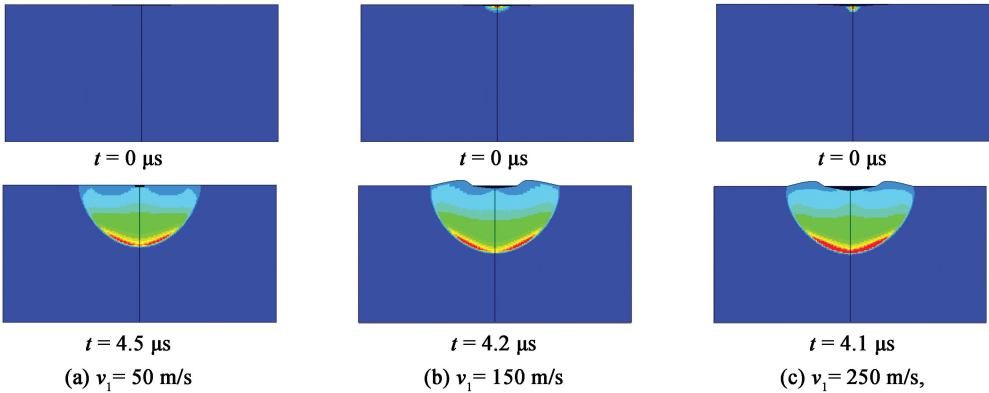 t = 0 μs
t = 0 μs
t = 0 μs
t = 4.5 μs
t = 4.2 μs
t = 4.1 μs
(a) v₁= 50 m/s
(b) v₁= 150 m/s
(c) v₁= 250 m/s,